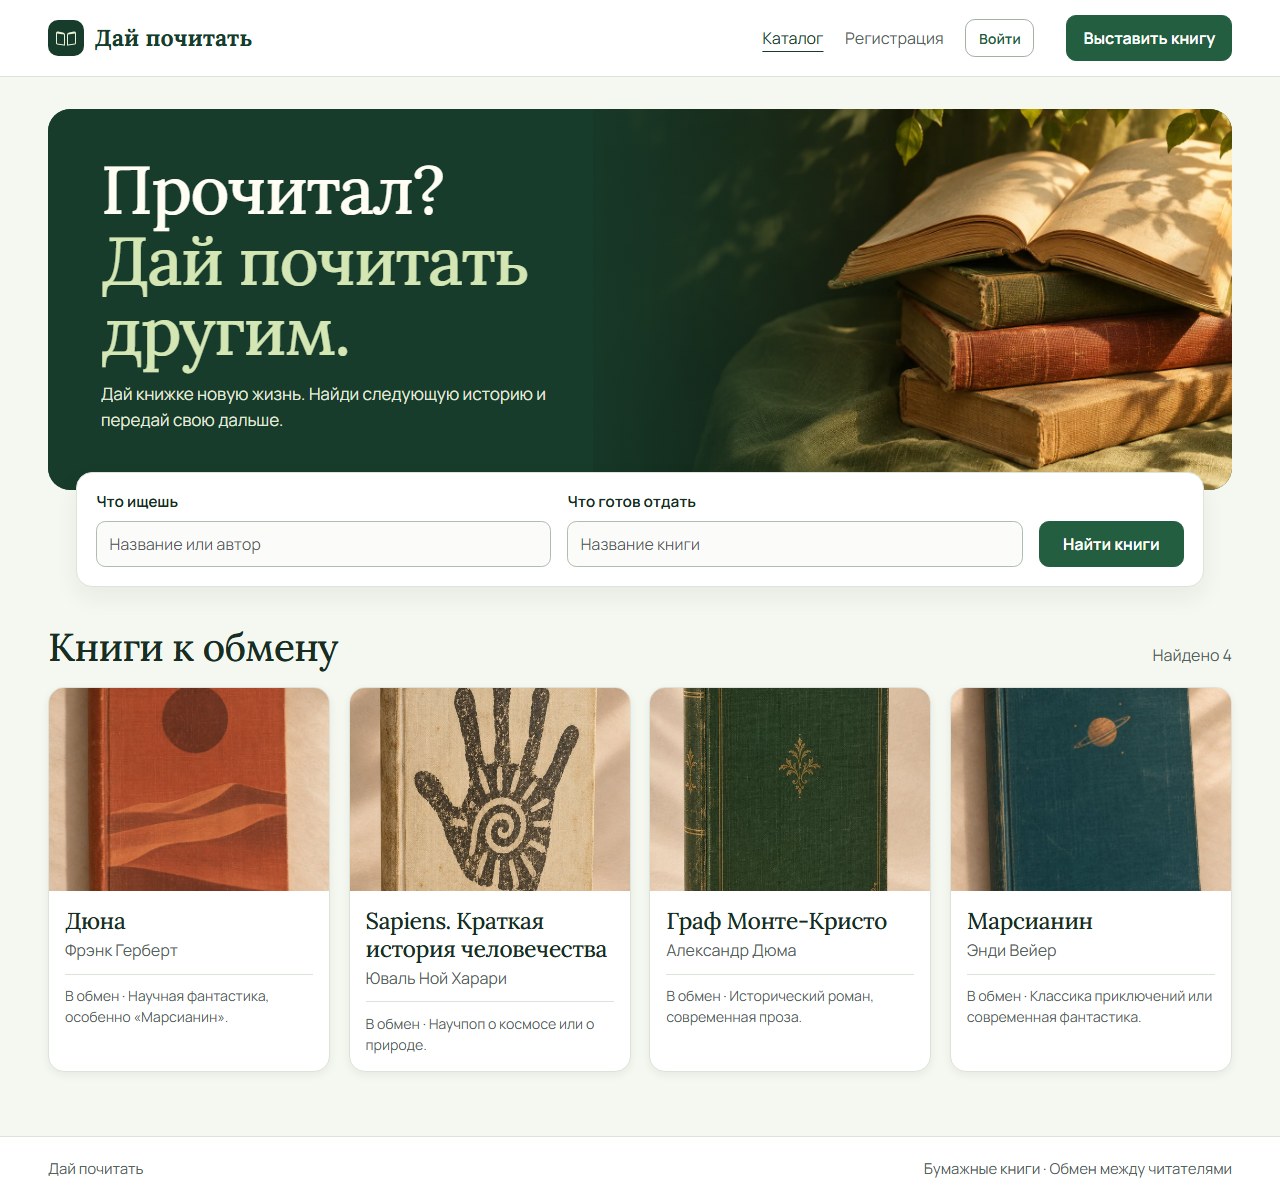 Дай почитать
Каталог
Регистрация
Войти
Выставить книгу
Прочитал?
Дай почитать
другим.
Дай книжке новую жизнь. Найди следующую историю и
передай свою дальше.
Что ищешь
Что готов отдать
Название или автор
Название книги
Найти книги
Книги к обмену
Найдено 4
Дюна
Фрэнк Герберт
В обмен · Научная фантастика,
особенно «Марсианин».
Sapiens. Краткая
история человечества
Юваль Ной Харари
В обмен · Научпоп о космосе или о
природе.
Граф Монте-Кристо
Александр Дюма
В обмен · Исторический роман,
современная проза.
Марсианин
Энди Вейер
В обмен · Классика приключений или
современная фантастика.
Дай почитать
Бумажные книги · Обмен между читателями